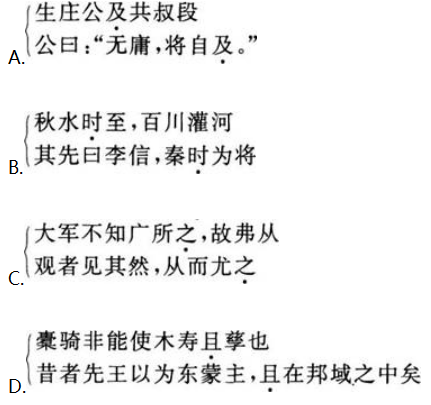 生庄公及共叔段
A. 公曰:“无庸,将自及。”
秋水时至,百川灌河
B. 其先曰李信,秦时为将
大军不知广所之,故弗从
C. 观者见其然,从而尤之
橐骑非能使木寿且孳也
D. 昔者先王以为东蒙主,且在邦域之中矣